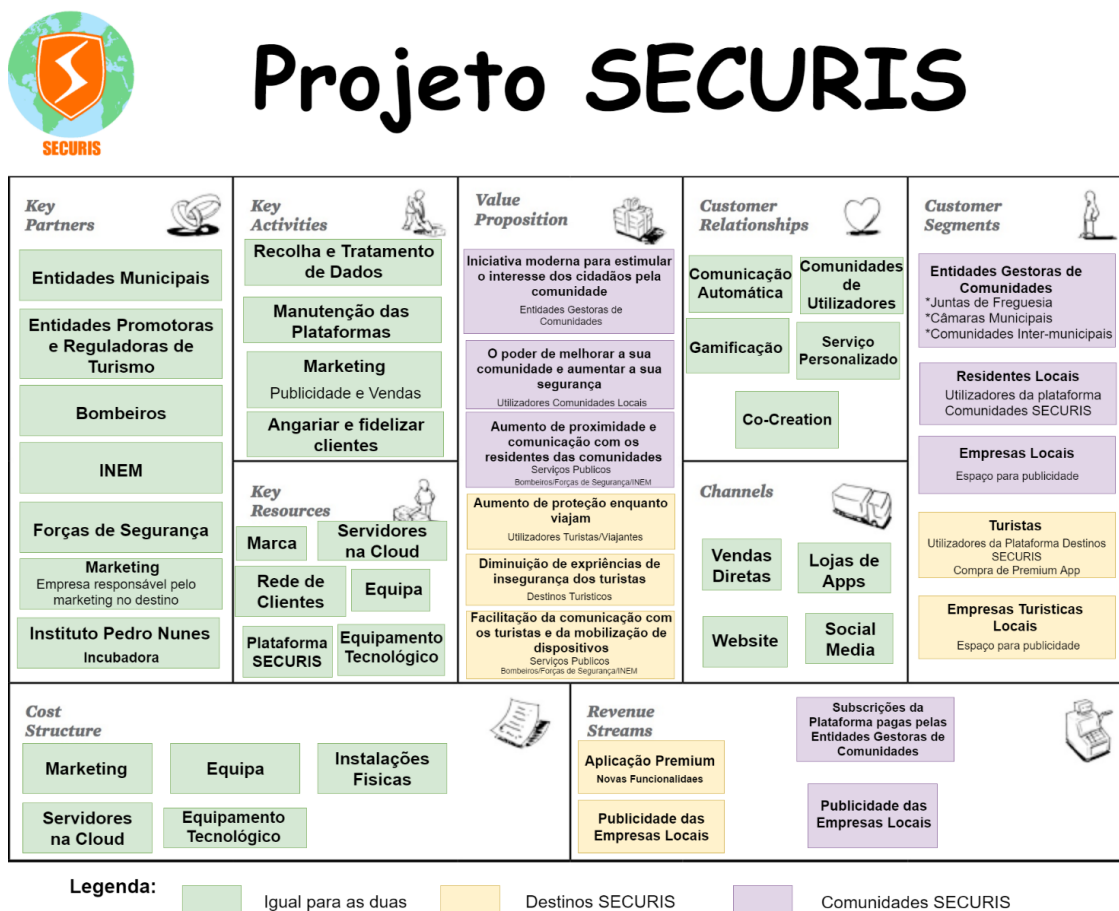 Projeto SECURIS
SECURIS
Key
Partners
Entidades Municipais
Entidades Promotoras
e Reguladoras de
Turismo
Bombeiros
INEM
Forças de Segurança
Marketing
Empresa responsável pelo
marketing no destino
Instituto Pedro Nunes
Incubadora
Key
Activities
Recolha e Tratamento
de Dados
Manutenção das
Plataformas
Marketing
Publicidade e Vendas
Angariar e fidelizar
clientes
Key
Resources
Marca
Servidores
na Cloud
Rede de
Clientes
Equipa
Plataforma
SECURIS
Equipamento
Tecnológico
Value
Proposition
Iniciativa moderna para estimular
o interesse dos cidadãos pela
comunidade
Entidades Gestoras de
Comunidades
O poder de melhorar a sua
comunidade e aumentar a sua
segurança
Utilizadores Comunidades Locais
Aumento de proximidade e
comunicação com os
residentes das comunidades
Serviços Publicos
Bombeiros/Forças de Segurança/INEM
Aumento de proteção enquanto
viajam
Utilizadores Turistas/Viajantes
Diminuição de expriências de
insegurança dos turistas
Destinos Turisticos
Facilitação da comunicação com
os turistas e da mobilização de
dispositivos
Serviços Publicos
Bombeiros/Forças de Segurança/INEM
Customer
Relationships
Comunicação
Automática
Comunidades
de
Utilizadores
Gamificação
Serviço
Personalizado
Co-Creation
Channels
Vendas
Diretas
Lojas de
Apps
Website
Social
Media
Customer
Segments
Entidades Gestoras de
Comunidades
*Juntas de Freguesia
*Câmaras Municipais
*Comunidades Inter-municipais
Residentes Locais
Utilizadores da plataforma
Comunidades SECURIS
Empresas Locais
Espaço para publicidade
Turistas
Utilizadores da Plataforma Destinos
SECURIS
Compra de Premium App
Empresas Turisticas
Locais
Espaço para publicidade
Cost
Structure
Marketing
Equipa
Instalações
Fisicas
Servidores
na Cloud
Equipamento
Tecnológico
Revenue
Streams
Aplicação Premium
Novas Funcionalidaes
Publicidade das
Empresas Locais
Subscrições da
Plataforma pagas pelas
Entidades Gestoras de
Comunidades
Publicidade das
Empresas Locais
Legenda:
Igual para as duas
Destinos SECURIS
Comunidades SECURIS